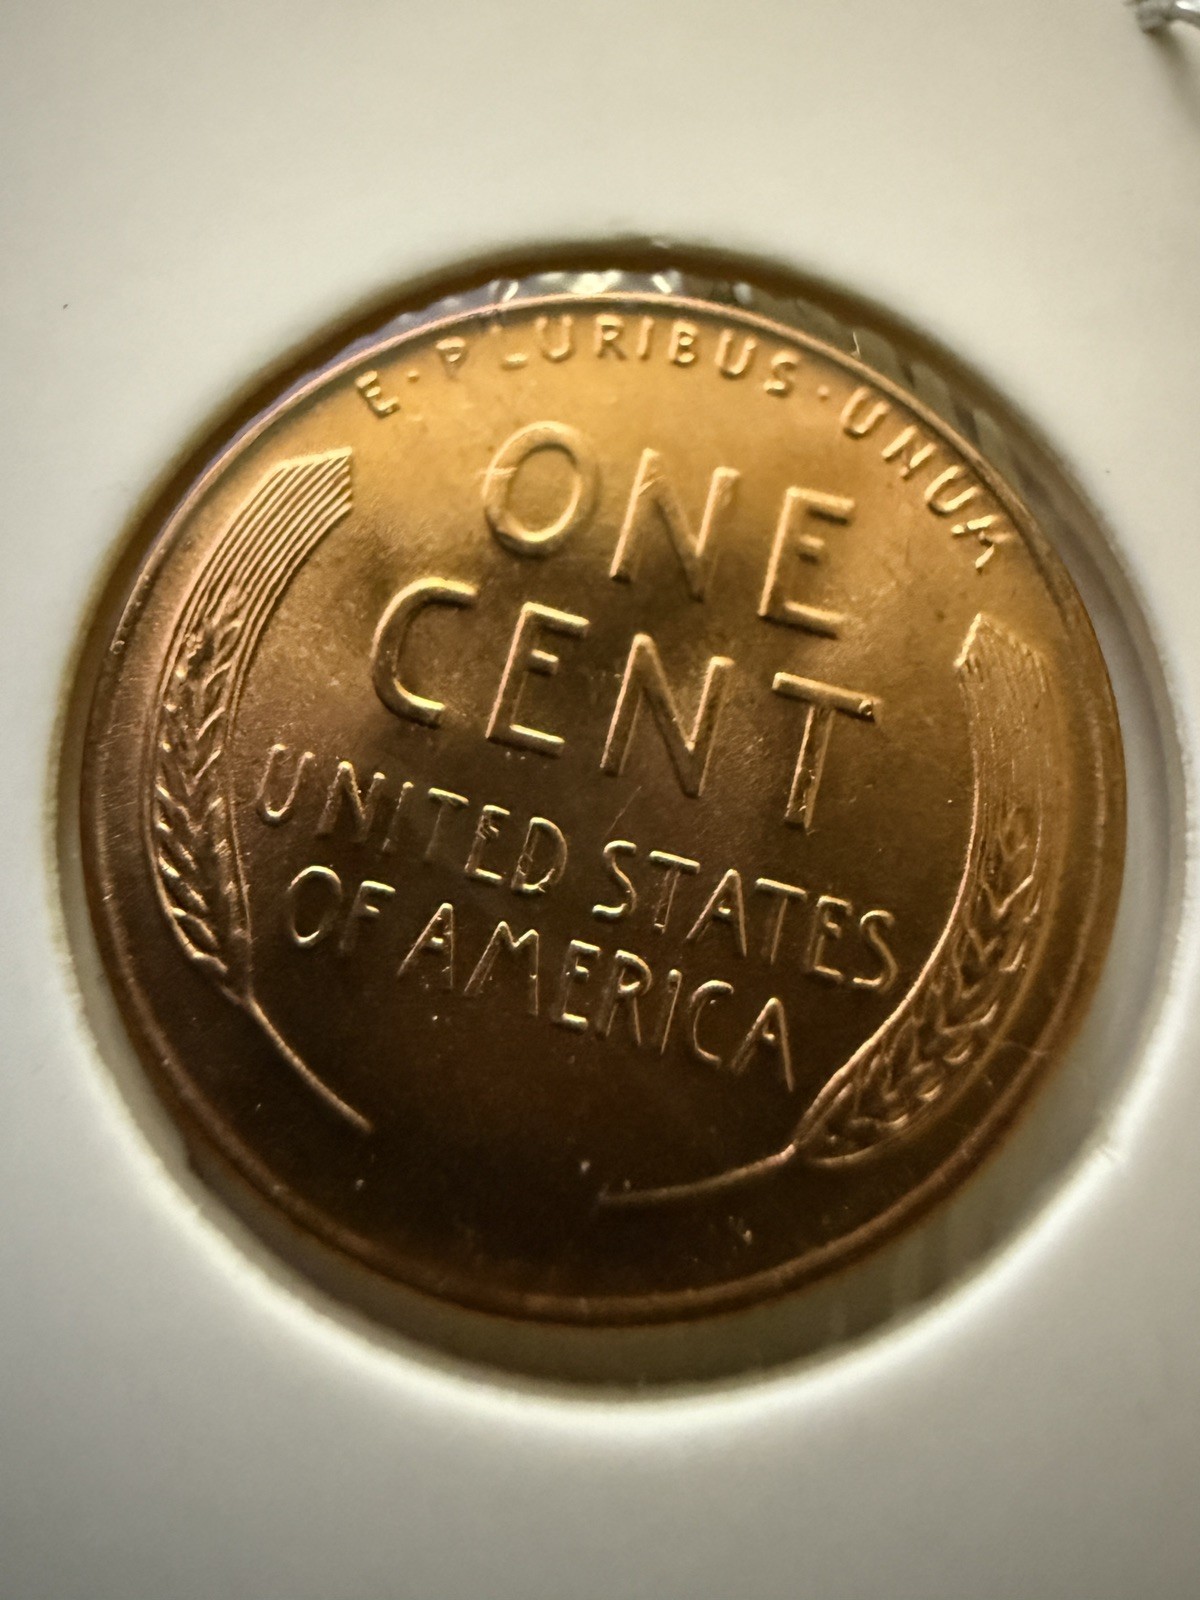 E · PLURIBUS · UNUM
ONE
CENT
UNITED STATES
OF AMERICA